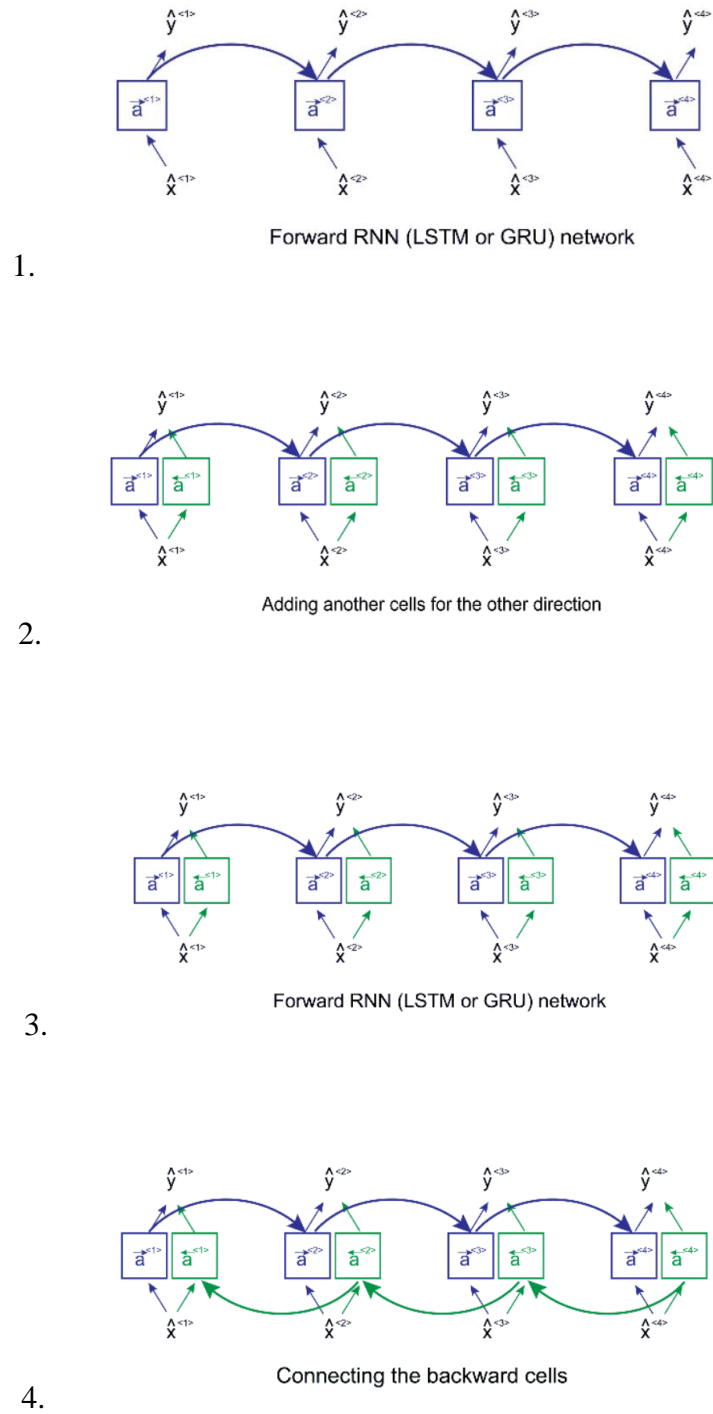 ŷ<1> ŷ<2> ŷ<3> ŷ<4>
a⃗<1> a⃗<2> a⃗<3> a⃗<4>
x̂<1> x̂<2> x̂<3> x̂<4>
Forward RNN (LSTM or GRU) network
1.
ŷ<1> ŷ<2> ŷ<3> ŷ<4>
a⃗<1> a⃖<1> a⃗<2> a⃖<2> a⃗<3> a⃖<3> a⃗<4> a⃖<4>
x̂<1> x̂<2> x̂<3> x̂<4>
Adding another cells for the other direction
2.
ŷ<1> ŷ<2> ŷ<3> ŷ<4>
a⃗<1> a⃖<1> a⃗<2> a⃖<2> a⃗<3> a⃖<3> a⃗<4> a⃖<4>
x̂<1> x̂<2> x̂<3> x̂<4>
Forward RNN (LSTM or GRU) network
3.
ŷ<1> ŷ<2> ŷ<3> ŷ<4>
a⃗<1> a⃖<1> a⃗<2> a⃖<2> a⃗<3> a⃖<3> a⃗<4> a⃖<4>
x̂<1> x̂<2> x̂<3> x̂<4>
Connecting the backward cells
4.